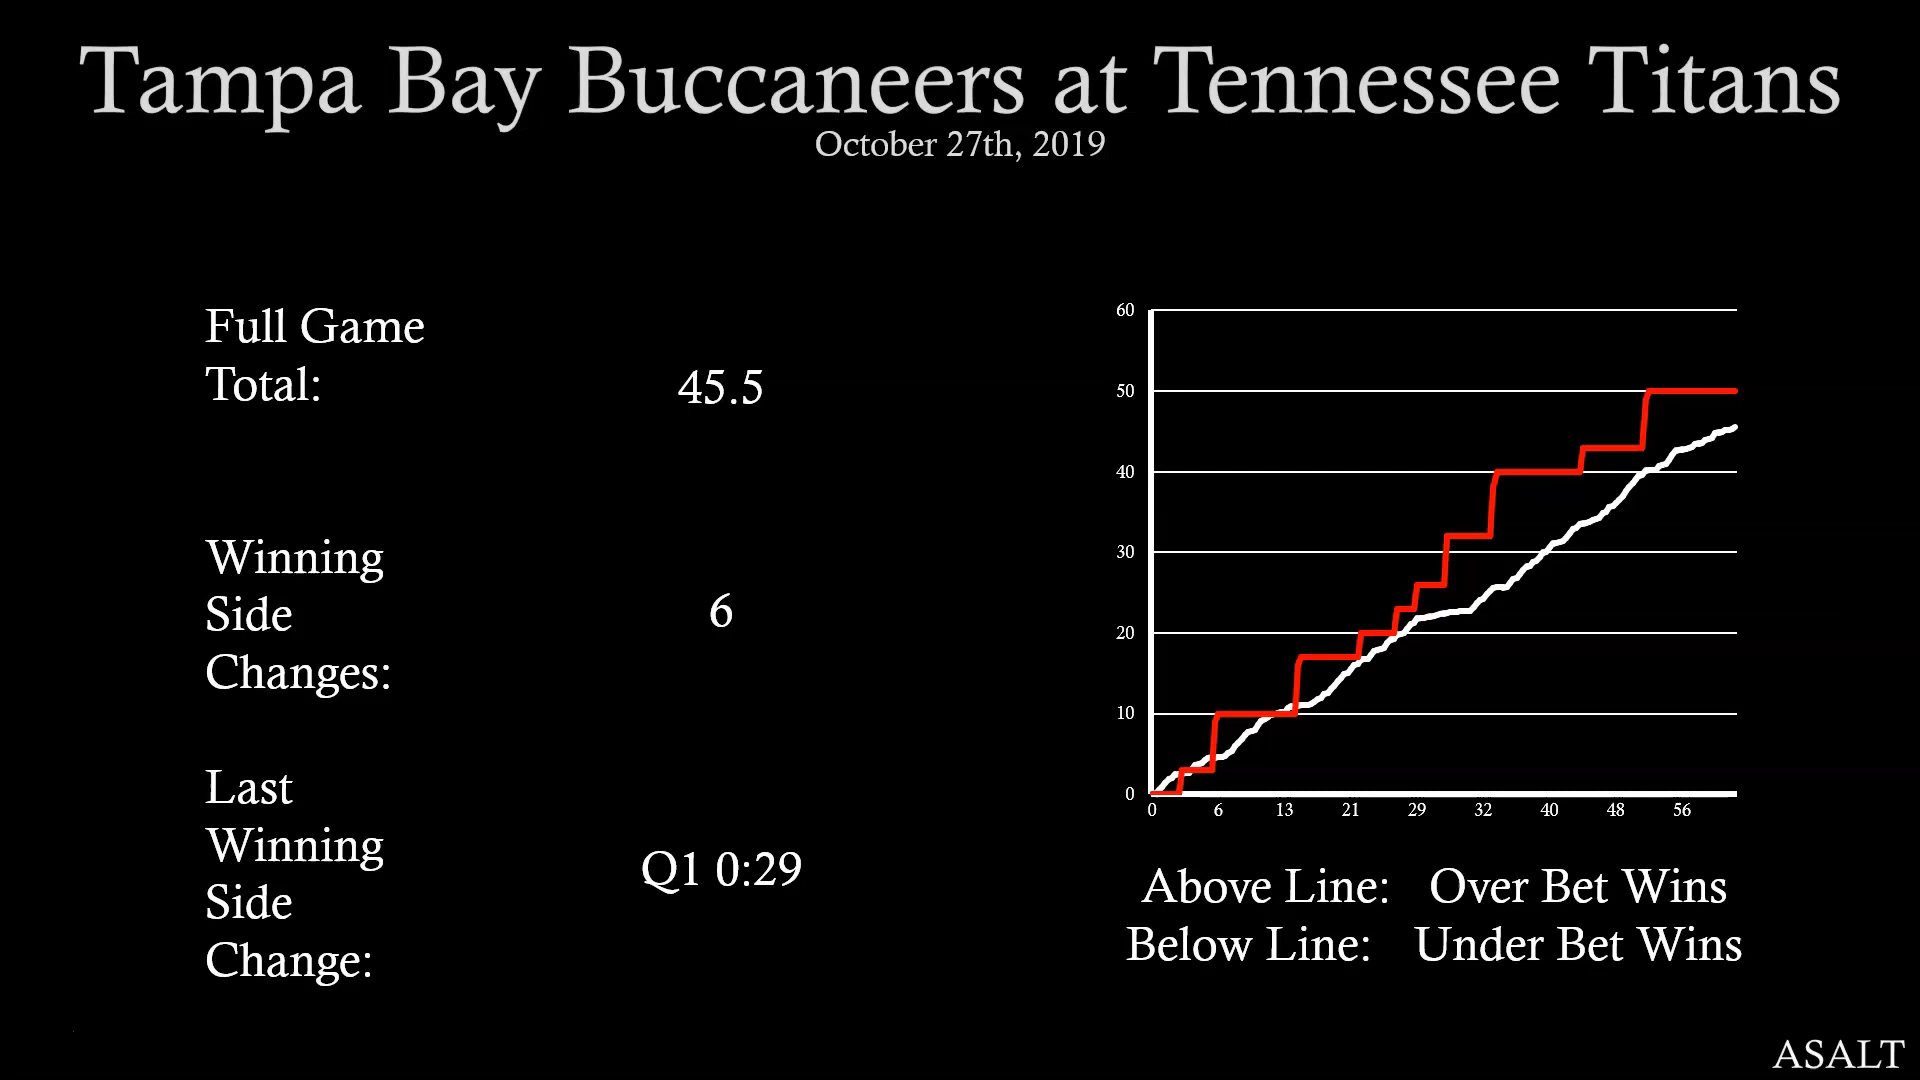 Tampa Bay Buccaneers at Tennessee Titans
October 27th, 2019
Full Game
Total:
45.5
Winning
Side
Changes:
6
Last
Winning
Side
Change:
Q1 0:29
60
50
40
30
20
10
0
0 6 13 21 29 32 40 48 56
Above Line: Over Bet Wins
Below Line: Under Bet Wins
ASALT